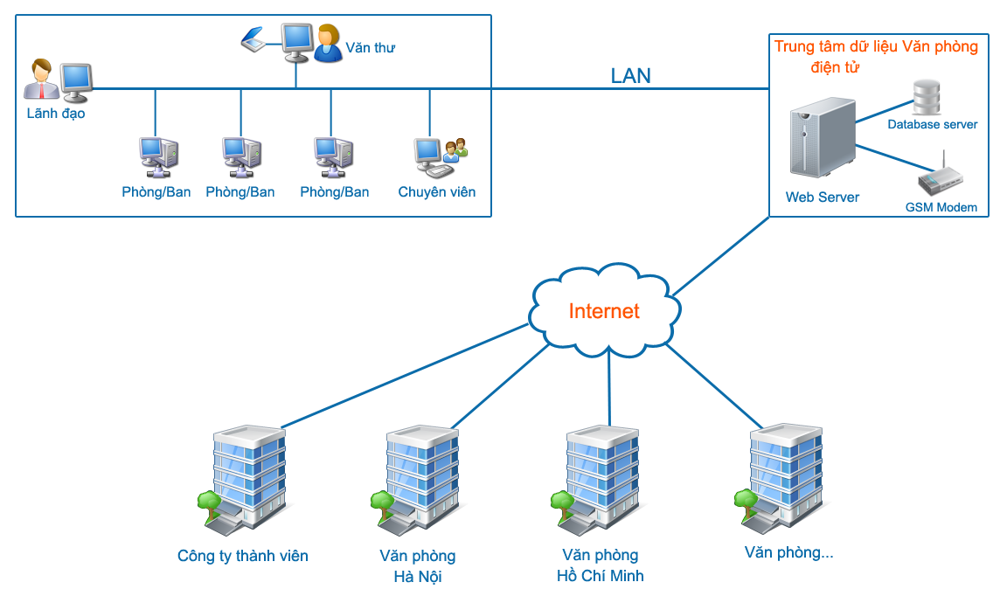 Văn thư
Lãnh đạo
Phòng/Ban
Phòng/Ban
Phòng/Ban
Chuyên viên
LAN
Trung tâm dữ liệu Văn phòng
điện tử
Database server
Web Server
GSM Modem
Internet
Công ty thành viên
Văn phòng
Hà Nội
Văn phòng
Hồ Chí Minh
Văn phòng...